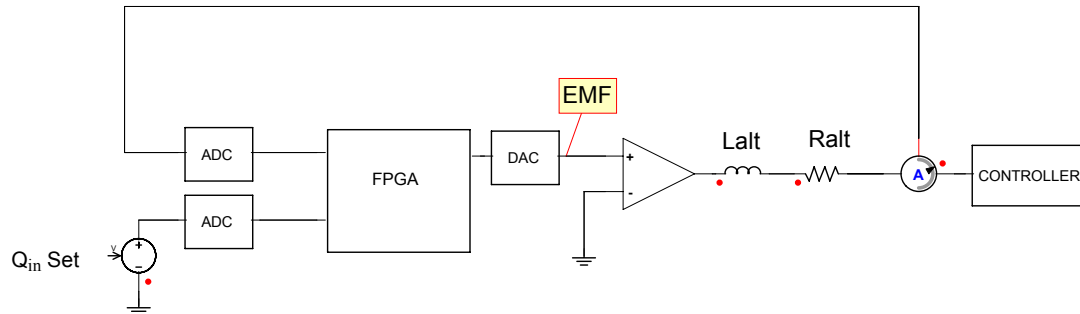 EMF
Lalt
Ralt
ADC
FPGA
DAC
+
-
A
CONTROLLER
ADC
Qin Set
v
+
−